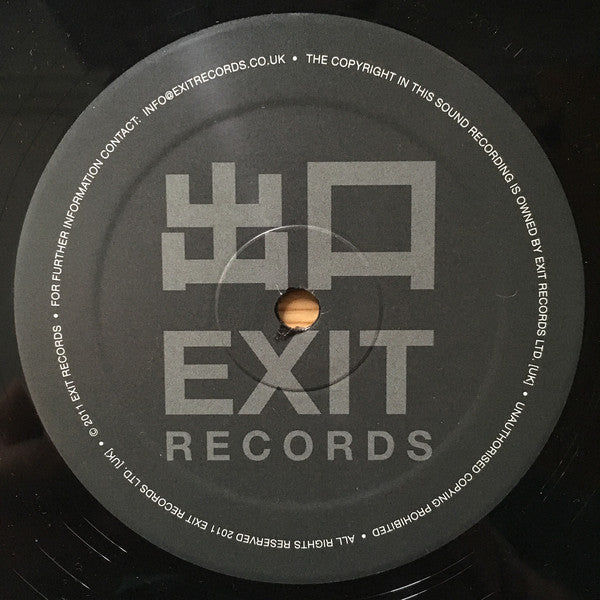 出口
EXIT
RECORDS
© 2011 EXIT RECORDS • FOR FURTHER INFORMATION CONTACT: INFO@EXITRECORDS.CO.UK • THE COPYRIGHT IN THIS SOUND RECORDING IS OWNED BY EXIT RECORDS LTD. [UK] • UNAUTHORISED COPYING PROHIBITED • ALL RIGHTS RESERVED 2011 EXIT RECORDS LTD. [UK] •